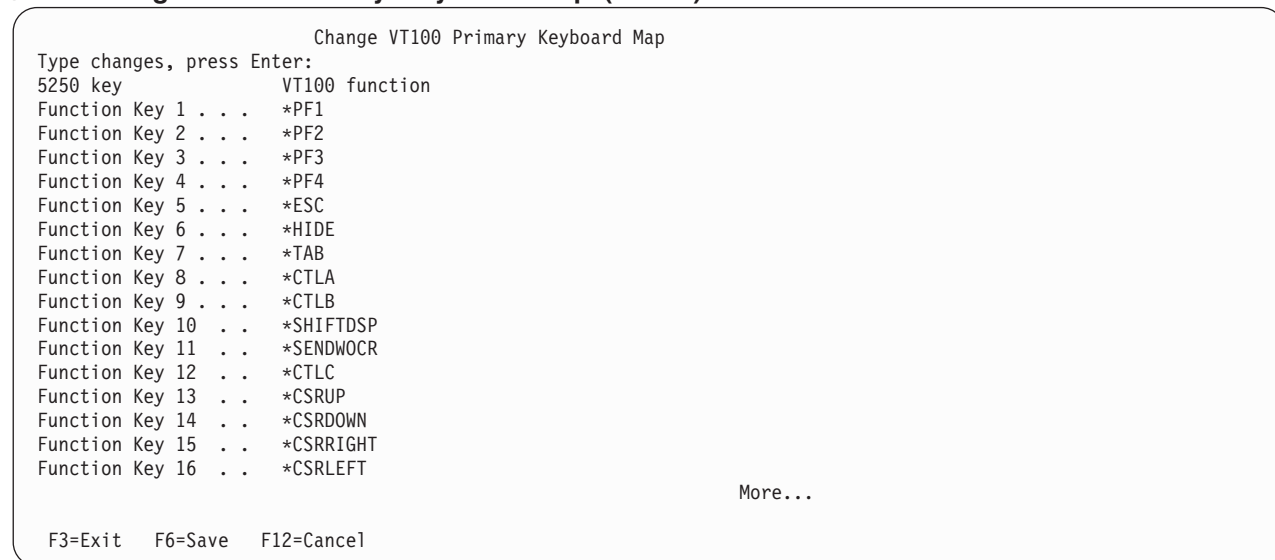 Change VT100 Primary Keyboard Map
Type changes, press Enter:
5250 key VT100 function
Function Key 1 . . . *PF1
Function Key 2 . . . *PF2
Function Key 3 . . . *PF3
Function Key 4 . . . *PF4
Function Key 5 . . . *ESC
Function Key 6 . . . *HIDE
Function Key 7 . . . *TAB
Function Key 8 . . . *CTLA
Function Key 9 . . . *CTLB
Function Key 10 . . *SHIFTDSP
Function Key 11 . . *SENDWOCR
Function Key 12 . . *CTLC
Function Key 13 . . *CSRUP
Function Key 14 . . *CSRDOWN
Function Key 15 . . *CSRRIGHT
Function Key 16 . . *CSRLEFT
More...
F3=Exit F6=Save F12=Cancel